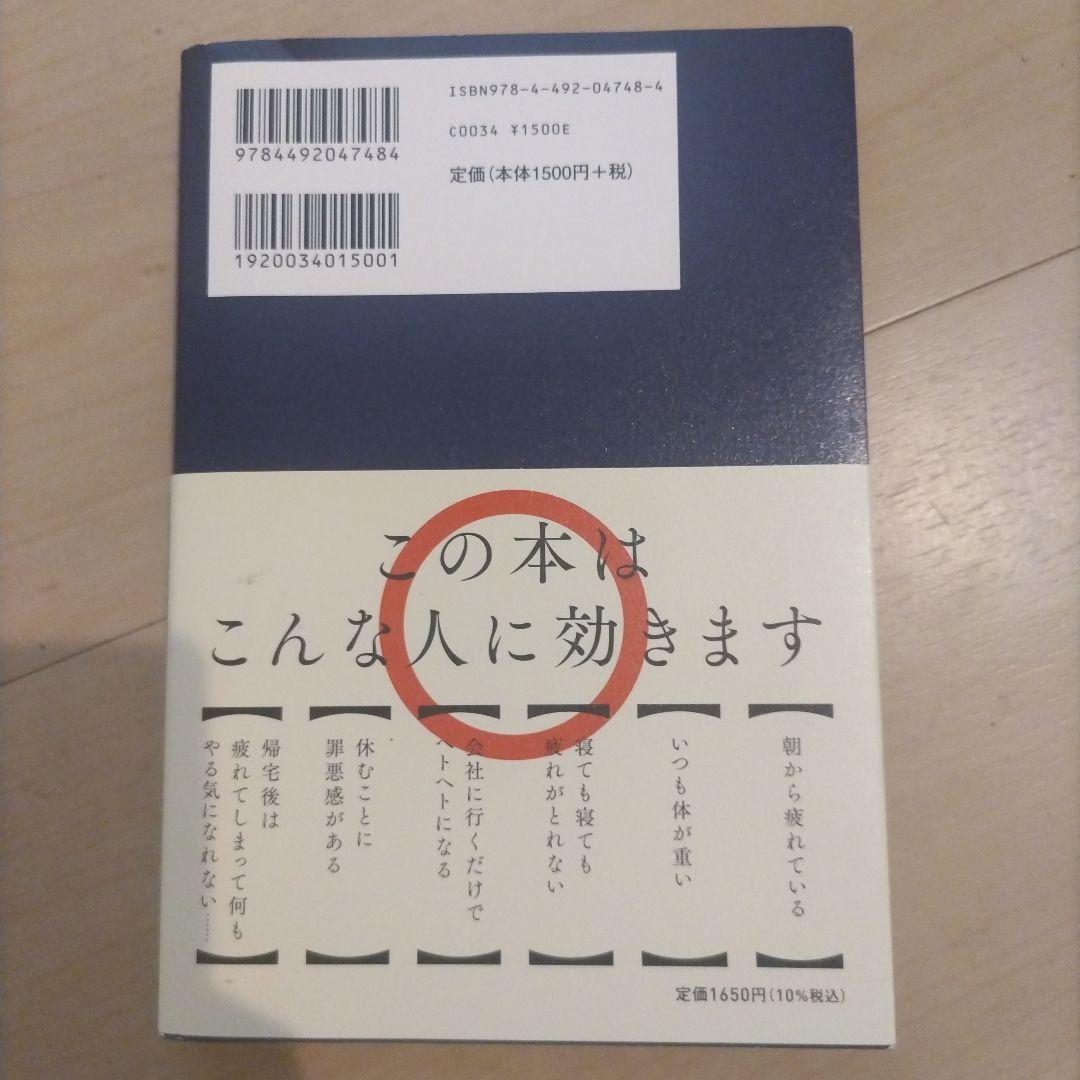 9784492047484
1920034015001
ISBN978-4-492-04748-4
C0034 ¥1500E
定価(本体1500円+税)
この本は
こんな人に効きます
【朝から疲れている】
【いつも体が重い】
【寝ても寝ても
疲れがとれない】
【会社に行くだけで
ヘトヘトになる】
【休むことに
罪悪感がある】
【帰宅後は
疲れてしまって何も
やる気になれない……】
定価1650円(10%税込)